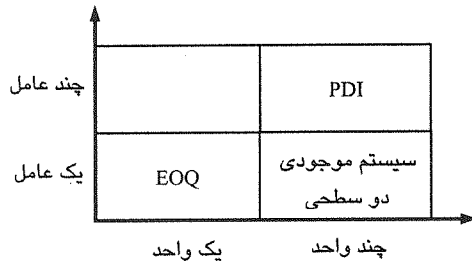 چند عامل
PDI
یک عامل
EOQ
سیستم موجودی
دو سطحی
یک واحد
چند واحد